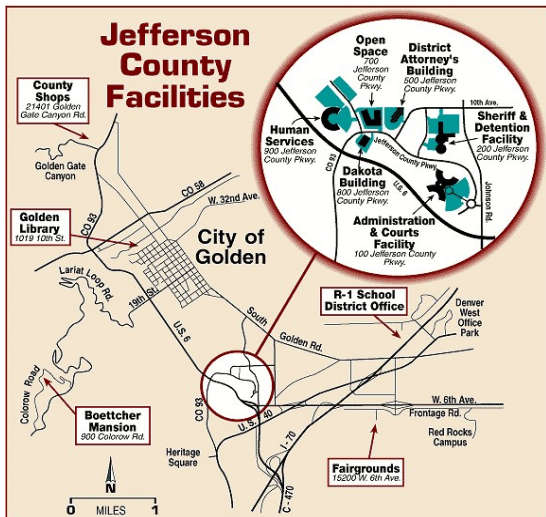 Jefferson
County
Facilities
County
Shops
21401 Golden
Gate Canyon Rd.
Golden Gate
Canyon
CO 93
CO 58
W. 32nd Ave.
Golden
Library
1019 10th St.
City of
Golden
Lariat Loop Rd.
19th St.
U.S. 6
South
Golden Rd.
Colorow Road
Boettcher
Mansion
900 Colorow Rd.
CO 93
U.S. 40
Heritage
Square
I - 70
C - 470
R-1 School
District Office
Denver
West
Office
Park
W. 6th Ave.
Frontage Rd.
Red Rocks
Campus
Fairgrounds
15200 W. 6th Ave.
N
0 1
MILES
Open
Space
700
Jefferson
County
Pkwy.
District
Attorney's
Building
500 Jefferson
County Pkwy.
10th Ave.
Sheriff &
Detention
Facility
200 Jefferson
County Pkwy.
Human
Services
900 Jefferson
County Pkwy.
CO 93
Jefferson County Pkwy.
Dakota
Building
800 Jefferson
County Pkwy.
U.S. 6
Johnson Rd.
Administration
& Courts
Facility
100 Jefferson County
Pkwy.